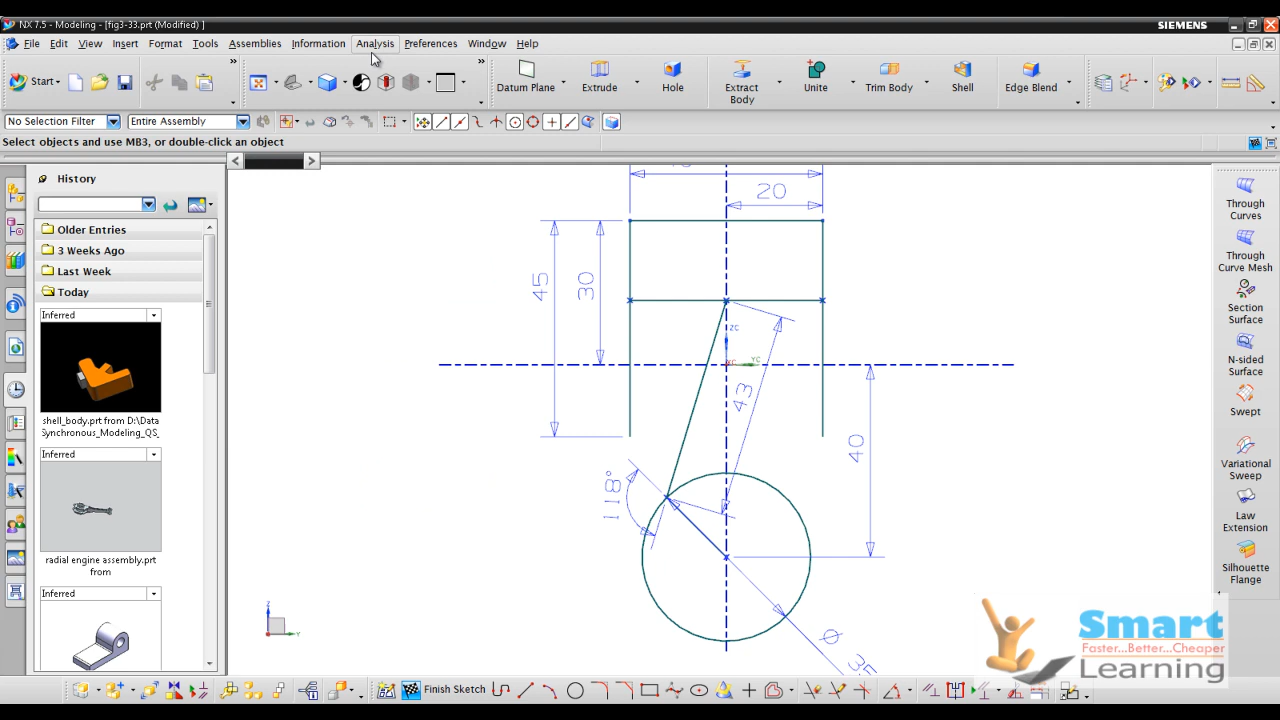 NX 7.5 - Modeling - [fig3-33.prt (Modified) ]
SIEMENS
File Edit View Insert Format Tools Assemblies Information Analysis Preferences Window Help
Start
Datum Plane
Extrude
Hole
Extract Body
Unite
Trim Body
Shell
Edge Blend
No Selection Filter
Entire Assembly
Select objects and use MB3, or double-click an object
History
Older Entries
3 Weeks Ago
Last Week
Today
Inferred
shell_body.prt from D:\Data
Synchronous_Modeling_QS_
Inferred
radial engine assembly.prt
from
Inferred
20
45
30
ZC
XC
YC
43
40
118°
Ø 35
Z
Y
Through
Curves
Through
Curve Mesh
Section
Surface
N-sided
Surface
Swept
Variational
Sweep
Law
Extension
Silhouette
Flange
Finish Sketch
Smart
Faster...Better...Cheaper
Learning